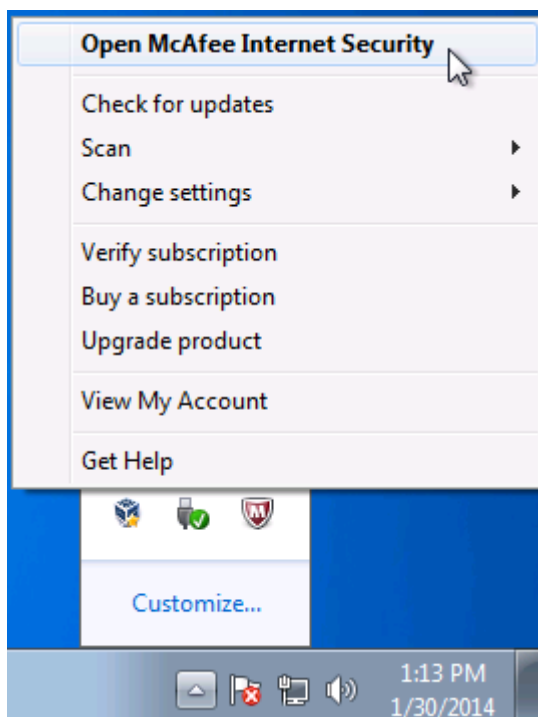 Open McAfee Internet Security
Check for updates
Scan
Change settings
Verify subscription
Buy a subscription
Upgrade product
View My Account
Get Help
Customize...
1:13 PM
1/30/2014